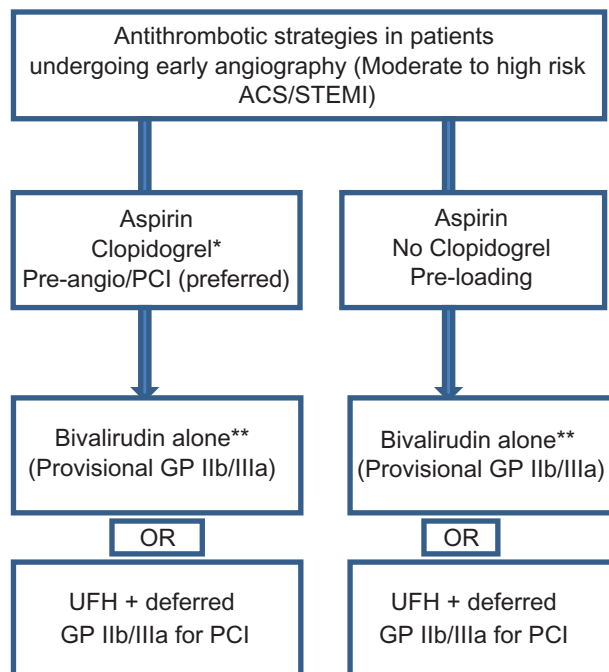 Antithrombotic strategies in patients
undergoing early angiography (Moderate to high risk
ACS/STEMI)
Aspirin
Clopidogrel*
Pre-angio/PCI (preferred)
Aspirin
No Clopidogrel
Pre-loading
Bivalirudin alone**
(Provisional GP IIb/IIIa)
Bivalirudin alone**
(Provisional GP IIb/IIIa)
OR
OR
UFH + deferred
GP IIb/IIIa for PCI
UFH + deferred
GP IIb/IIIa for PCI